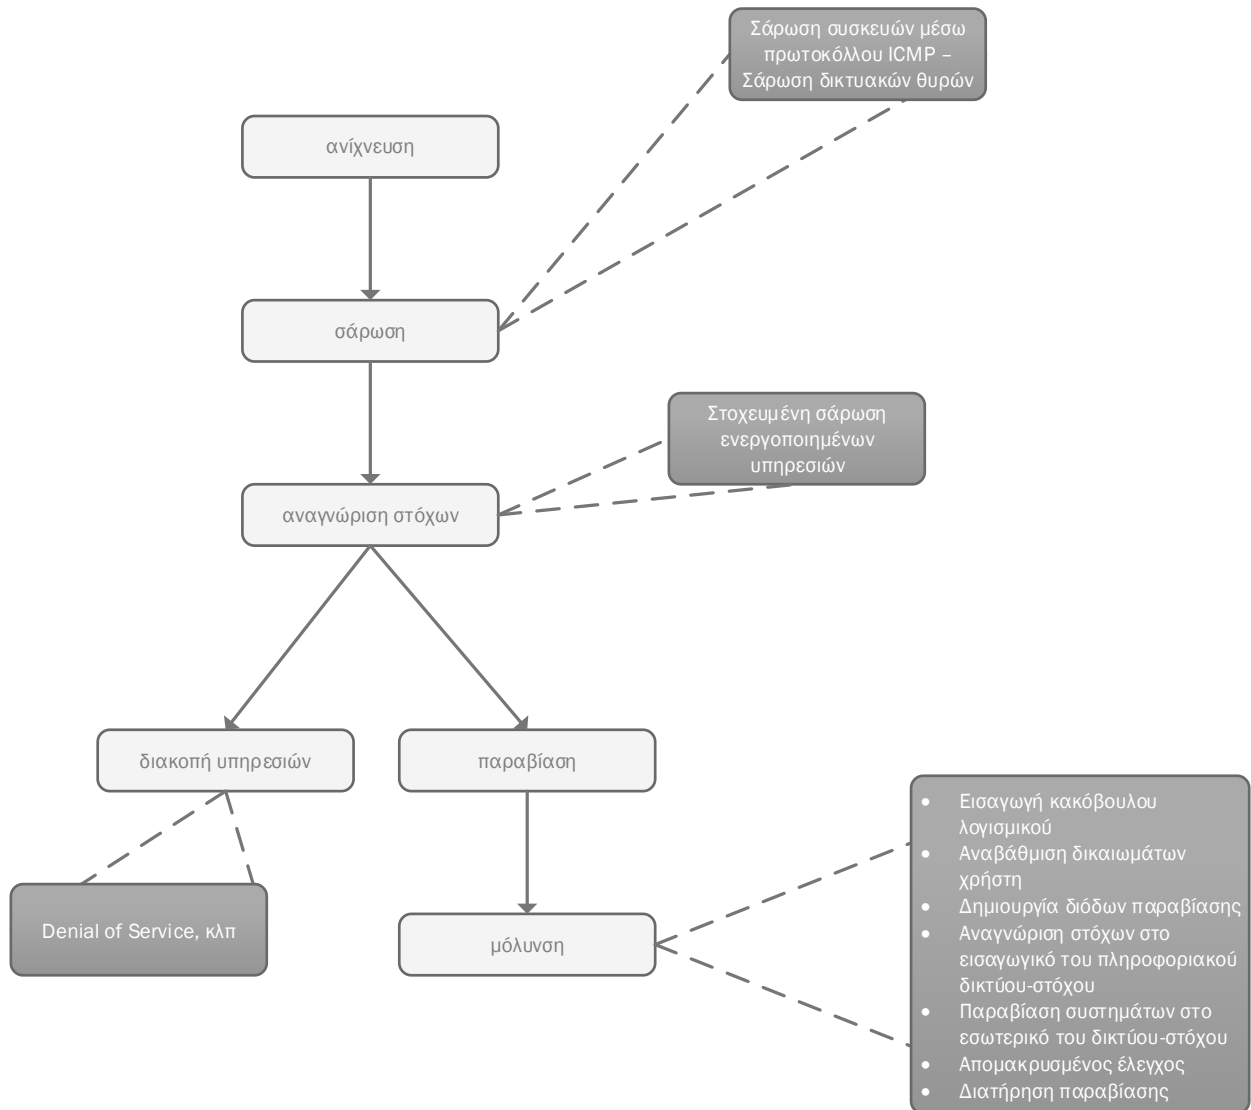 Σάρωση συσκευών μέσω
πρωτοκόλλου ICMP –
Σάρωση δικτυακών θυρών
ανίχνευση
σάρωση
Στοχευμένη σάρωση
ενεργοποιημένων
υπηρεσιών
αναγνώριση στόχων
διακοπή υπηρεσιών
παραβίαση
Denial of Service, κλπ
μόλυνση
• Εισαγωγή κακόβουλου
λογισμικού
• Αναβάθμιση δικαιωμάτων
χρήστη
• Δημιουργία διόδων παραβίασης
• Αναγνώριση στόχων στο
εισαγωγικό του πληροφοριακού
δικτύου-στόχου
• Παραβίαση συστημάτων στο
εσωτερικό του δικτύου-στόχου
• Απομακρυσμένος έλεγχος
• Διατήρηση παραβίασης